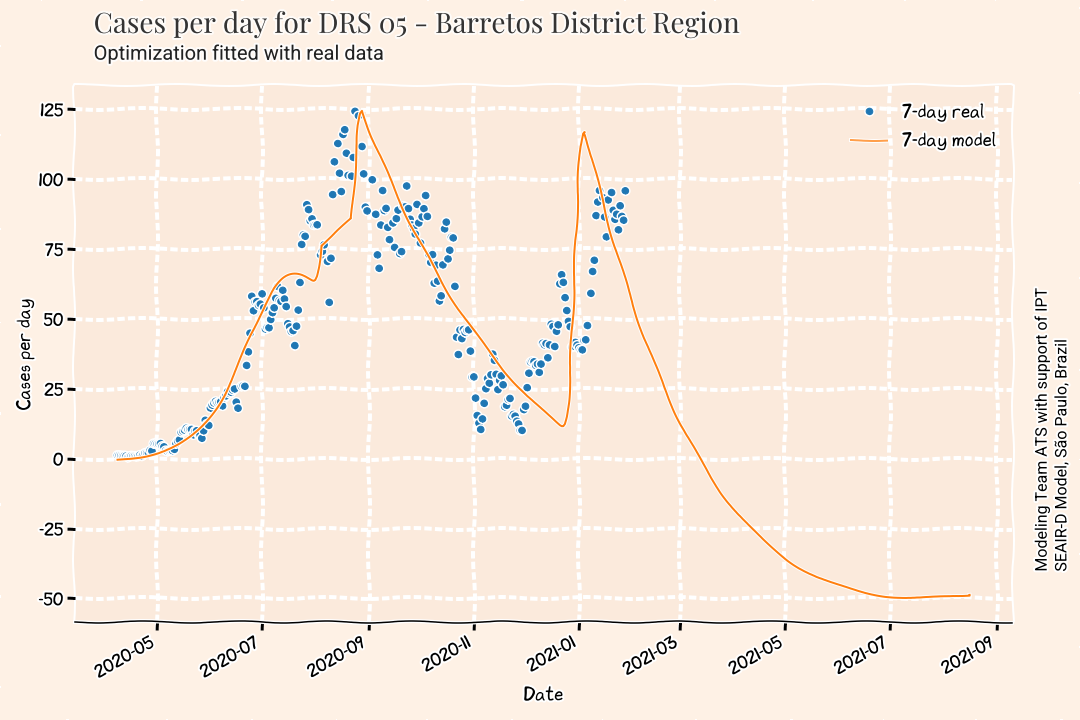 Cases per day for DRS 05 - Barretos District Region
Optimization fitted with real data
7-day real
7-day model
Cases per day
125
100
75
50
25
0
-25
-50
2020-05
2020-07
2020-09
2020-11
2021-01
2021-03
2021-05
2021-07
2021-09
Date
Modeling Team ATS with support of IPT
SEAIR-D Model, São Paulo, Brazil